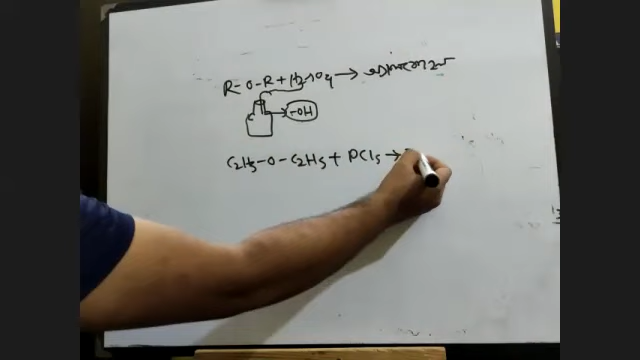 R-O-R + H₂SO₄ →
-OH
C₂H₅-O-C₂H₅ + PCl₅ →